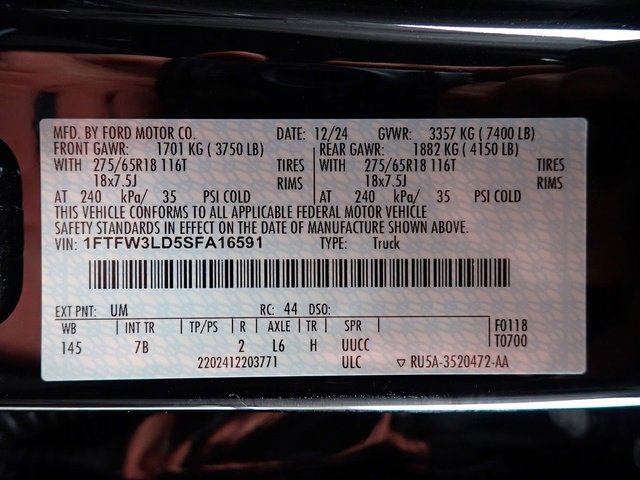 MFD. BY FORD MOTOR CO. DATE: 12/24 GVWR: 3357 KG ( 7400 LB)
FRONT GAWR: 1701 KG ( 3750 LB) REAR GAWR: 1882 KG ( 4150 LB)
WITH 275/65R18 116T TIRES WITH 275/65R18 116T TIRES
18x7.5J RIMS 18x7.5J RIMS
AT 240 kPa/ 35 PSI COLD AT 240 kPa/ 35 PSI COLD
THIS VEHICLE CONFORMS TO ALL APPLICABLE FEDERAL MOTOR VEHICLE
SAFETY STANDARDS IN EFFECT ON THE DATE OF MANUFACTURE SHOWN ABOVE.
VIN: 1FTFW3LD5SFA16591 TYPE: Truck
EXT PNT: UM RC: 44 DSO:
WB INT TR TP/PS R AXLE TR SPR F0118
145 7B 2 L6 H UUCC T0700
2202412203771 ULC ▽ RU5A-3520472-AA